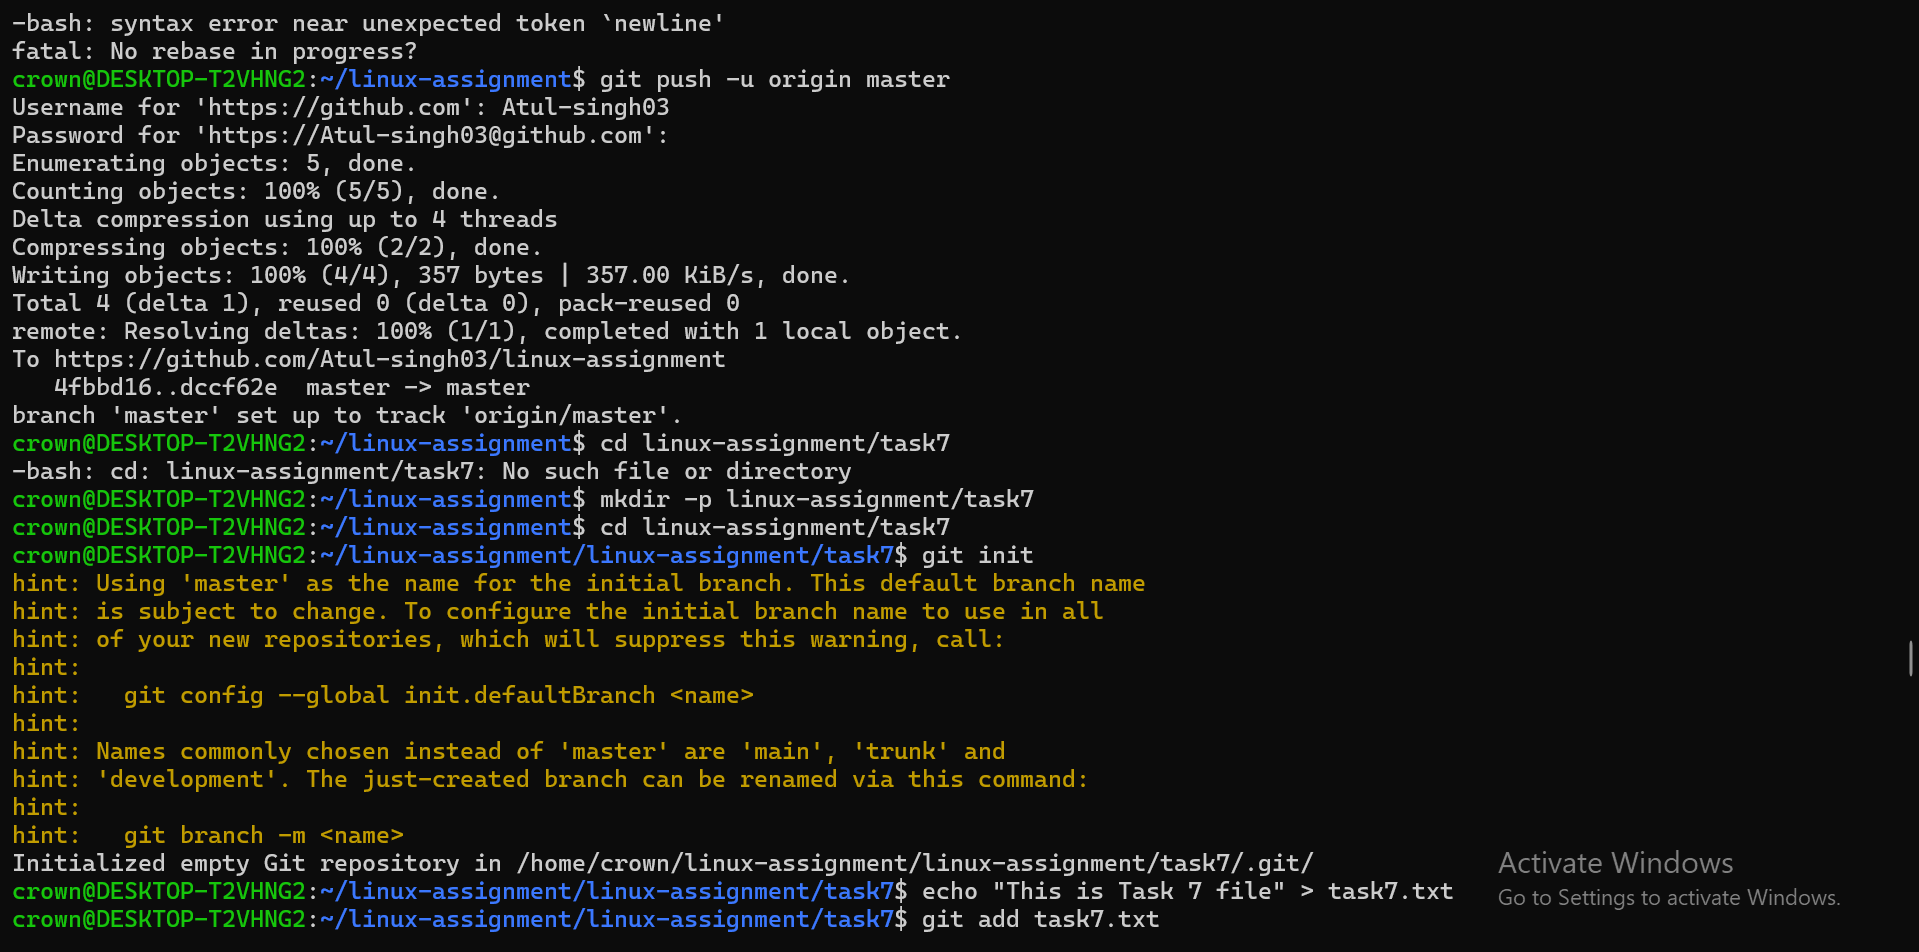 -bash: syntax error near unexpected token `newline'
fatal: No rebase in progress?
crown@DESKTOP-T2VHNG2:~/linux-assignment$ git push -u origin master
Username for 'https://github.com': Atul-singh03
Password for 'https://Atul-singh03@github.com':
Enumerating objects: 5, done.
Counting objects: 100% (5/5), done.
Delta compression using up to 4 threads
Compressing objects: 100% (2/2), done.
Writing objects: 100% (4/4), 357 bytes | 357.00 KiB/s, done.
Total 4 (delta 1), reused 0 (delta 0), pack-reused 0
remote: Resolving deltas: 100% (1/1), completed with 1 local object.
To https://github.com/Atul-singh03/linux-assignment
   4fbbd16..dccf62e  master -> master
branch 'master' set up to track 'origin/master'.
crown@DESKTOP-T2VHNG2:~/linux-assignment$ cd linux-assignment/task7
-bash: cd: linux-assignment/task7: No such file or directory
crown@DESKTOP-T2VHNG2:~/linux-assignment$ mkdir -p linux-assignment/task7
crown@DESKTOP-T2VHNG2:~/linux-assignment$ cd linux-assignment/task7
crown@DESKTOP-T2VHNG2:~/linux-assignment/linux-assignment/task7$ git init
hint: Using 'master' as the name for the initial branch. This default branch name
hint: is subject to change. To configure the initial branch name to use in all
hint: of your new repositories, which will suppress this warning, call:
hint:
hint:   git config --global init.defaultBranch <name>
hint:
hint: Names commonly chosen instead of 'master' are 'main', 'trunk' and
hint: 'development'. The just-created branch can be renamed via this command:
hint:
hint:   git branch -m <name>
Initialized empty Git repository in /home/crown/linux-assignment/linux-assignment/task7/.git/
crown@DESKTOP-T2VHNG2:~/linux-assignment/linux-assignment/task7$ echo "This is Task 7 file" > task7.txt
crown@DESKTOP-T2VHNG2:~/linux-assignment/linux-assignment/task7$ git add task7.txt
Activate Windows
Go to Settings to activate Windows.